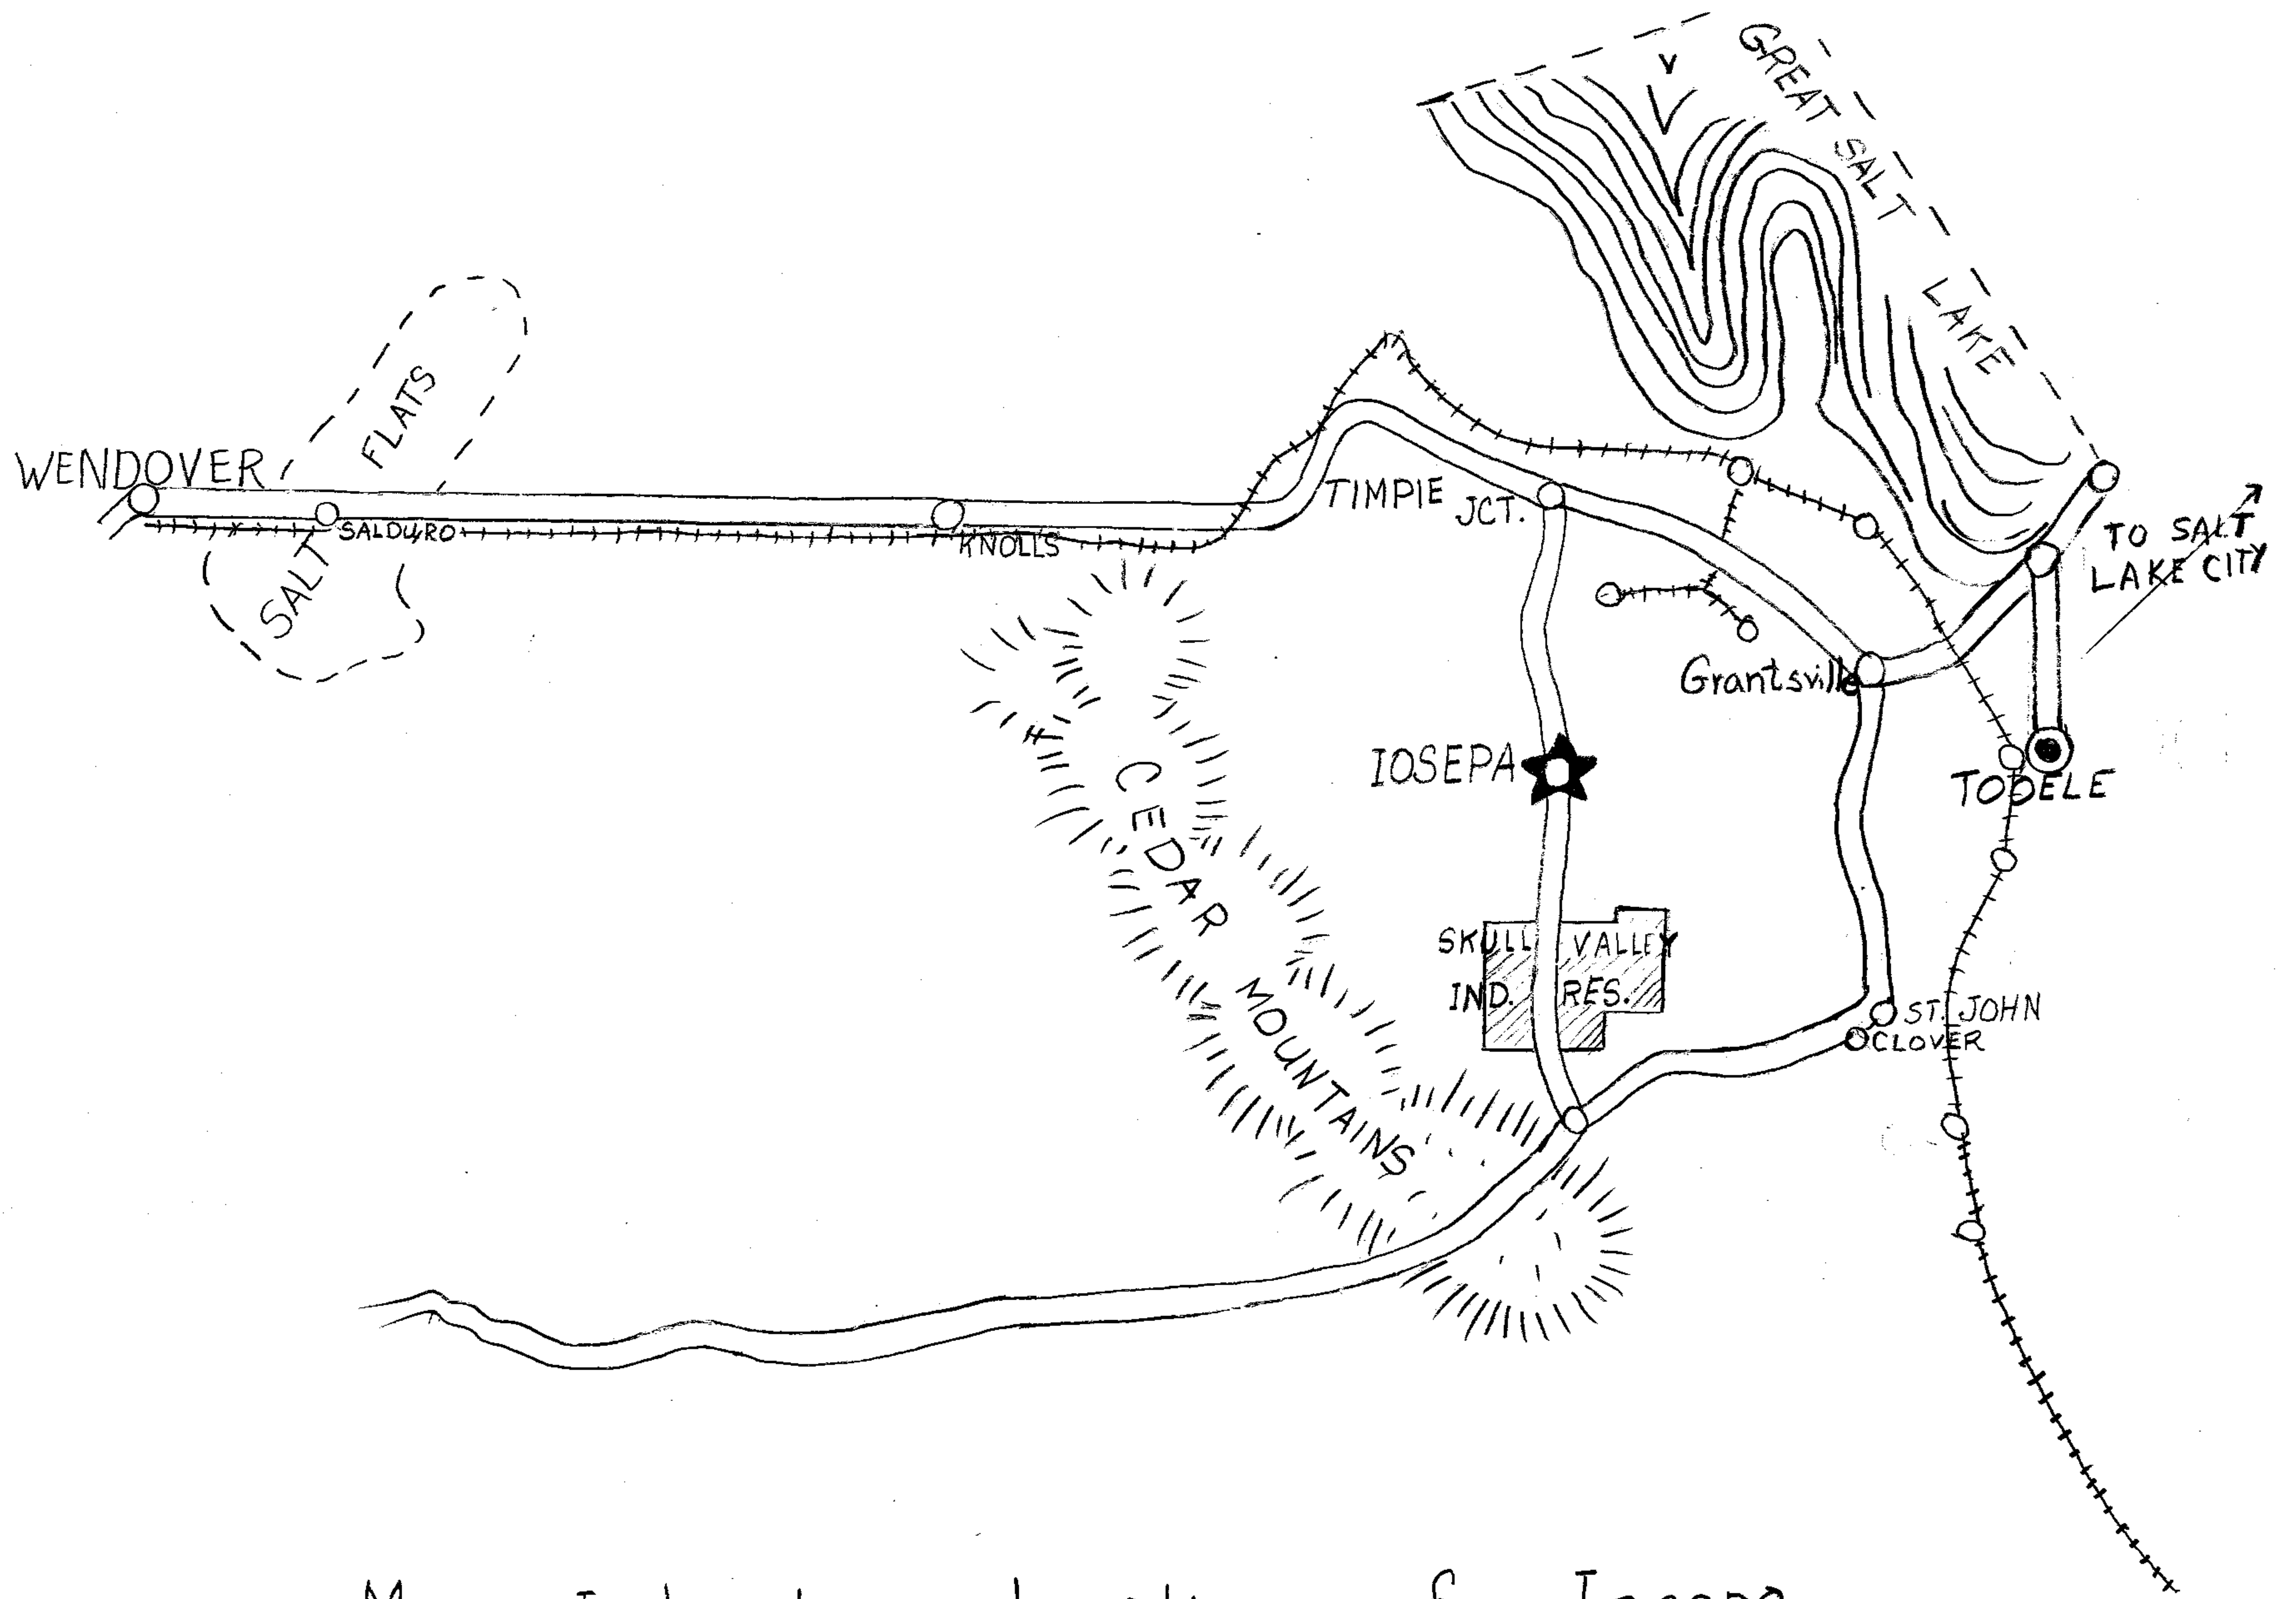 GREAT SALT LAKE
WENDOVER
FLATS
SALT
SALDURO
KNOLLS
TIMPIE JCT.
TO SALT
LAKE CITY
Grantsville
IOSEPA
TOOELE
CEDAR MOUNTAINS
SKULL VALLEY
IND. RES.
ST. JOHN
CLOVER